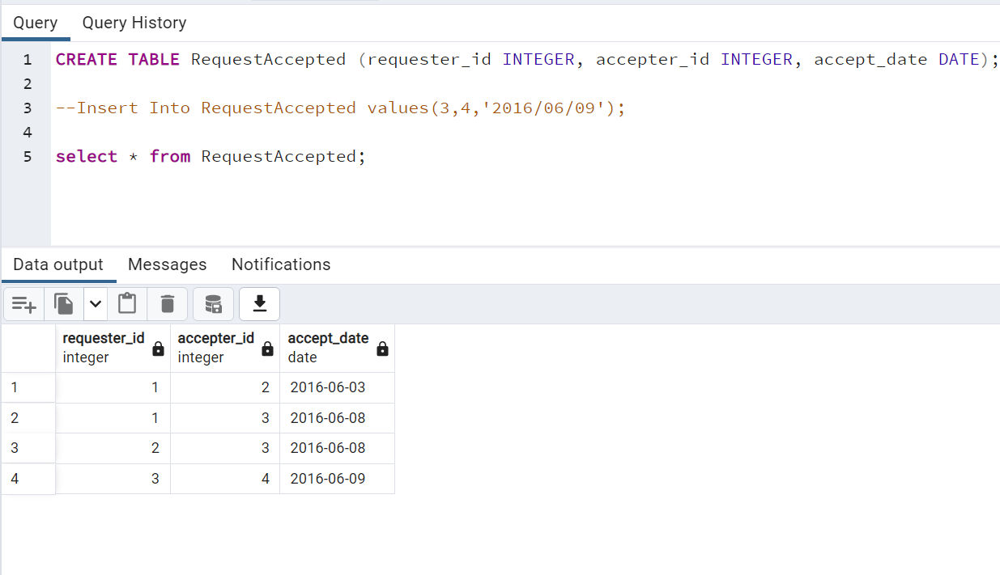 Query Query History
1 CREATE TABLE RequestAccepted (requester_id INTEGER, accepter_id INTEGER, accept_date DATE);
2
3 --Insert Into RequestAccepted values(3,4,'2016/06/09');
4
5 select * from RequestAccepted;
Data output Messages Notifications
requester_id accepter_id accept_date
integer integer date
1 1 2 2016-06-03
2 1 3 2016-06-08
3 2 3 2016-06-08
4 3 4 2016-06-09